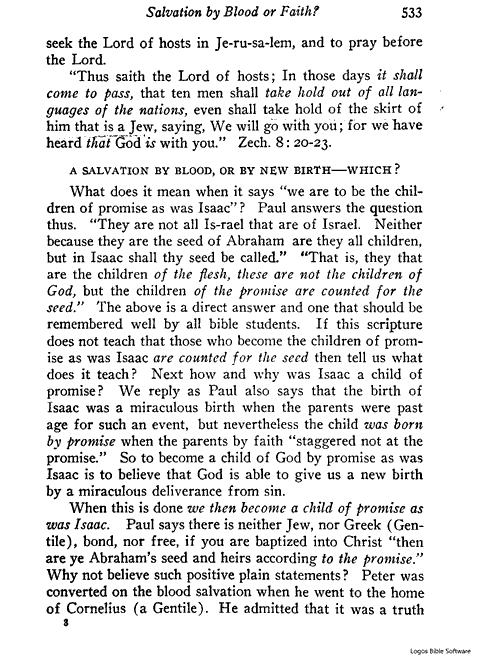 Salvation by Blood or Faith? 533
seek the Lord of hosts in Je-ru-sa-lem, and to pray before
the Lord.
"Thus saith the Lord of hosts; In those days it shall
come to pass, that ten men shall take hold out of all lan-
guages of the nations, even shall take hold of the skirt of
him that is a Jew, saying, We will go with you; for we have
heard that God is with you." Zech. 8: 20-23.
A SALVATION BY BLOOD, OR BY NEW BIRTH—WHICH?
What does it mean when it says "we are to be the chil-
dren of promise as was Isaac"? Paul answers the question
thus. "They are not all Is-rael that are of Israel. Neither
because they are the seed of Abraham are they all children,
but in Isaac shall thy seed be called." "That is, they that
are the children of the flesh, these are not the children of
God, but the children of the promise are counted for the
seed." The above is a direct answer and one that should be
remembered well by all bible students. If this scripture
does not teach that those who become the children of prom-
ise as was Isaac are counted for the seed then tell us what
does it teach? Next how and why was Isaac a child of
promise? We reply as Paul also says that the birth of
Isaac was a miraculous birth when the parents were past
age for such an event, but nevertheless the child was born
by promise when the parents by faith "staggered not at the
promise." So to become a child of God by promise as was
Isaac is to believe that God is able to give us a new birth
by a miraculous deliverance from sin.
When this is done we then become a child of promise as
was Isaac. Paul says there is neither Jew, nor Greek (Gen-
tile), bond, nor free, if you are baptized into Christ "then
are ye Abraham's seed and heirs according to the promise."
Why not believe such positive plain statements? Peter was
converted on the blood salvation when he went to the home
of Cornelius (a Gentile). He admitted that it was a truth
8
Logos Bible Software